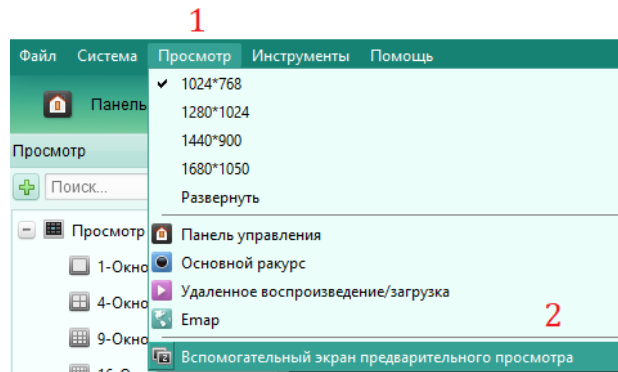 1
Файл Система Просмотр Инструменты Помощь
1024*768
Панель
1280*1024
1440*900
Просмотр
1680*1050
Поиск...
Развернуть
Просмотр
Панель управления
1-Окно
Основной ракурс
Удаленное воспроизведение/загрузка
4-Окно
Emap
2
9-Окно
Вспомогательный экран предварительного просмотра